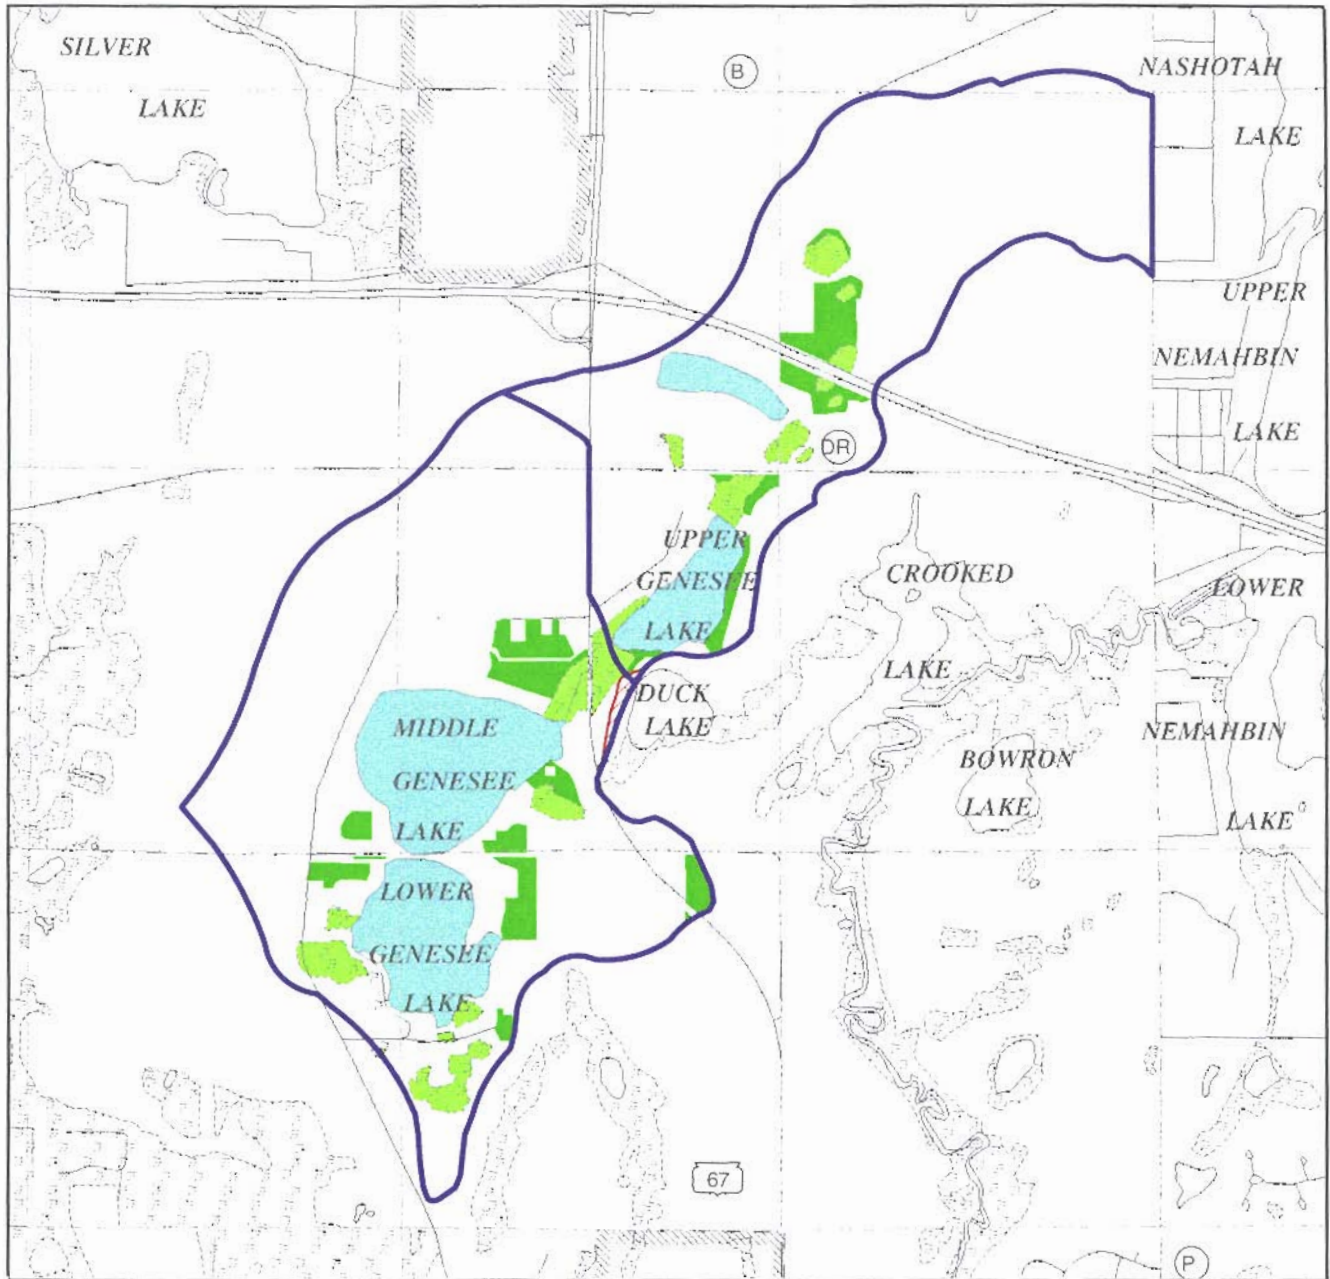 SILVER
LAKE
B
NASHOTAH
LAKE
UPPER
NEMAHBIN
LAKE
DR
UPPER
GENESEE
LAKE
CROOKED
LAKE
LOWER
NEMAHBIN
LAKE
DUCK
LAKE
MIDDLE
GENESEE
LAKE
BOWRON
LAKE
LOWER
GENESEE
LAKE
67
P